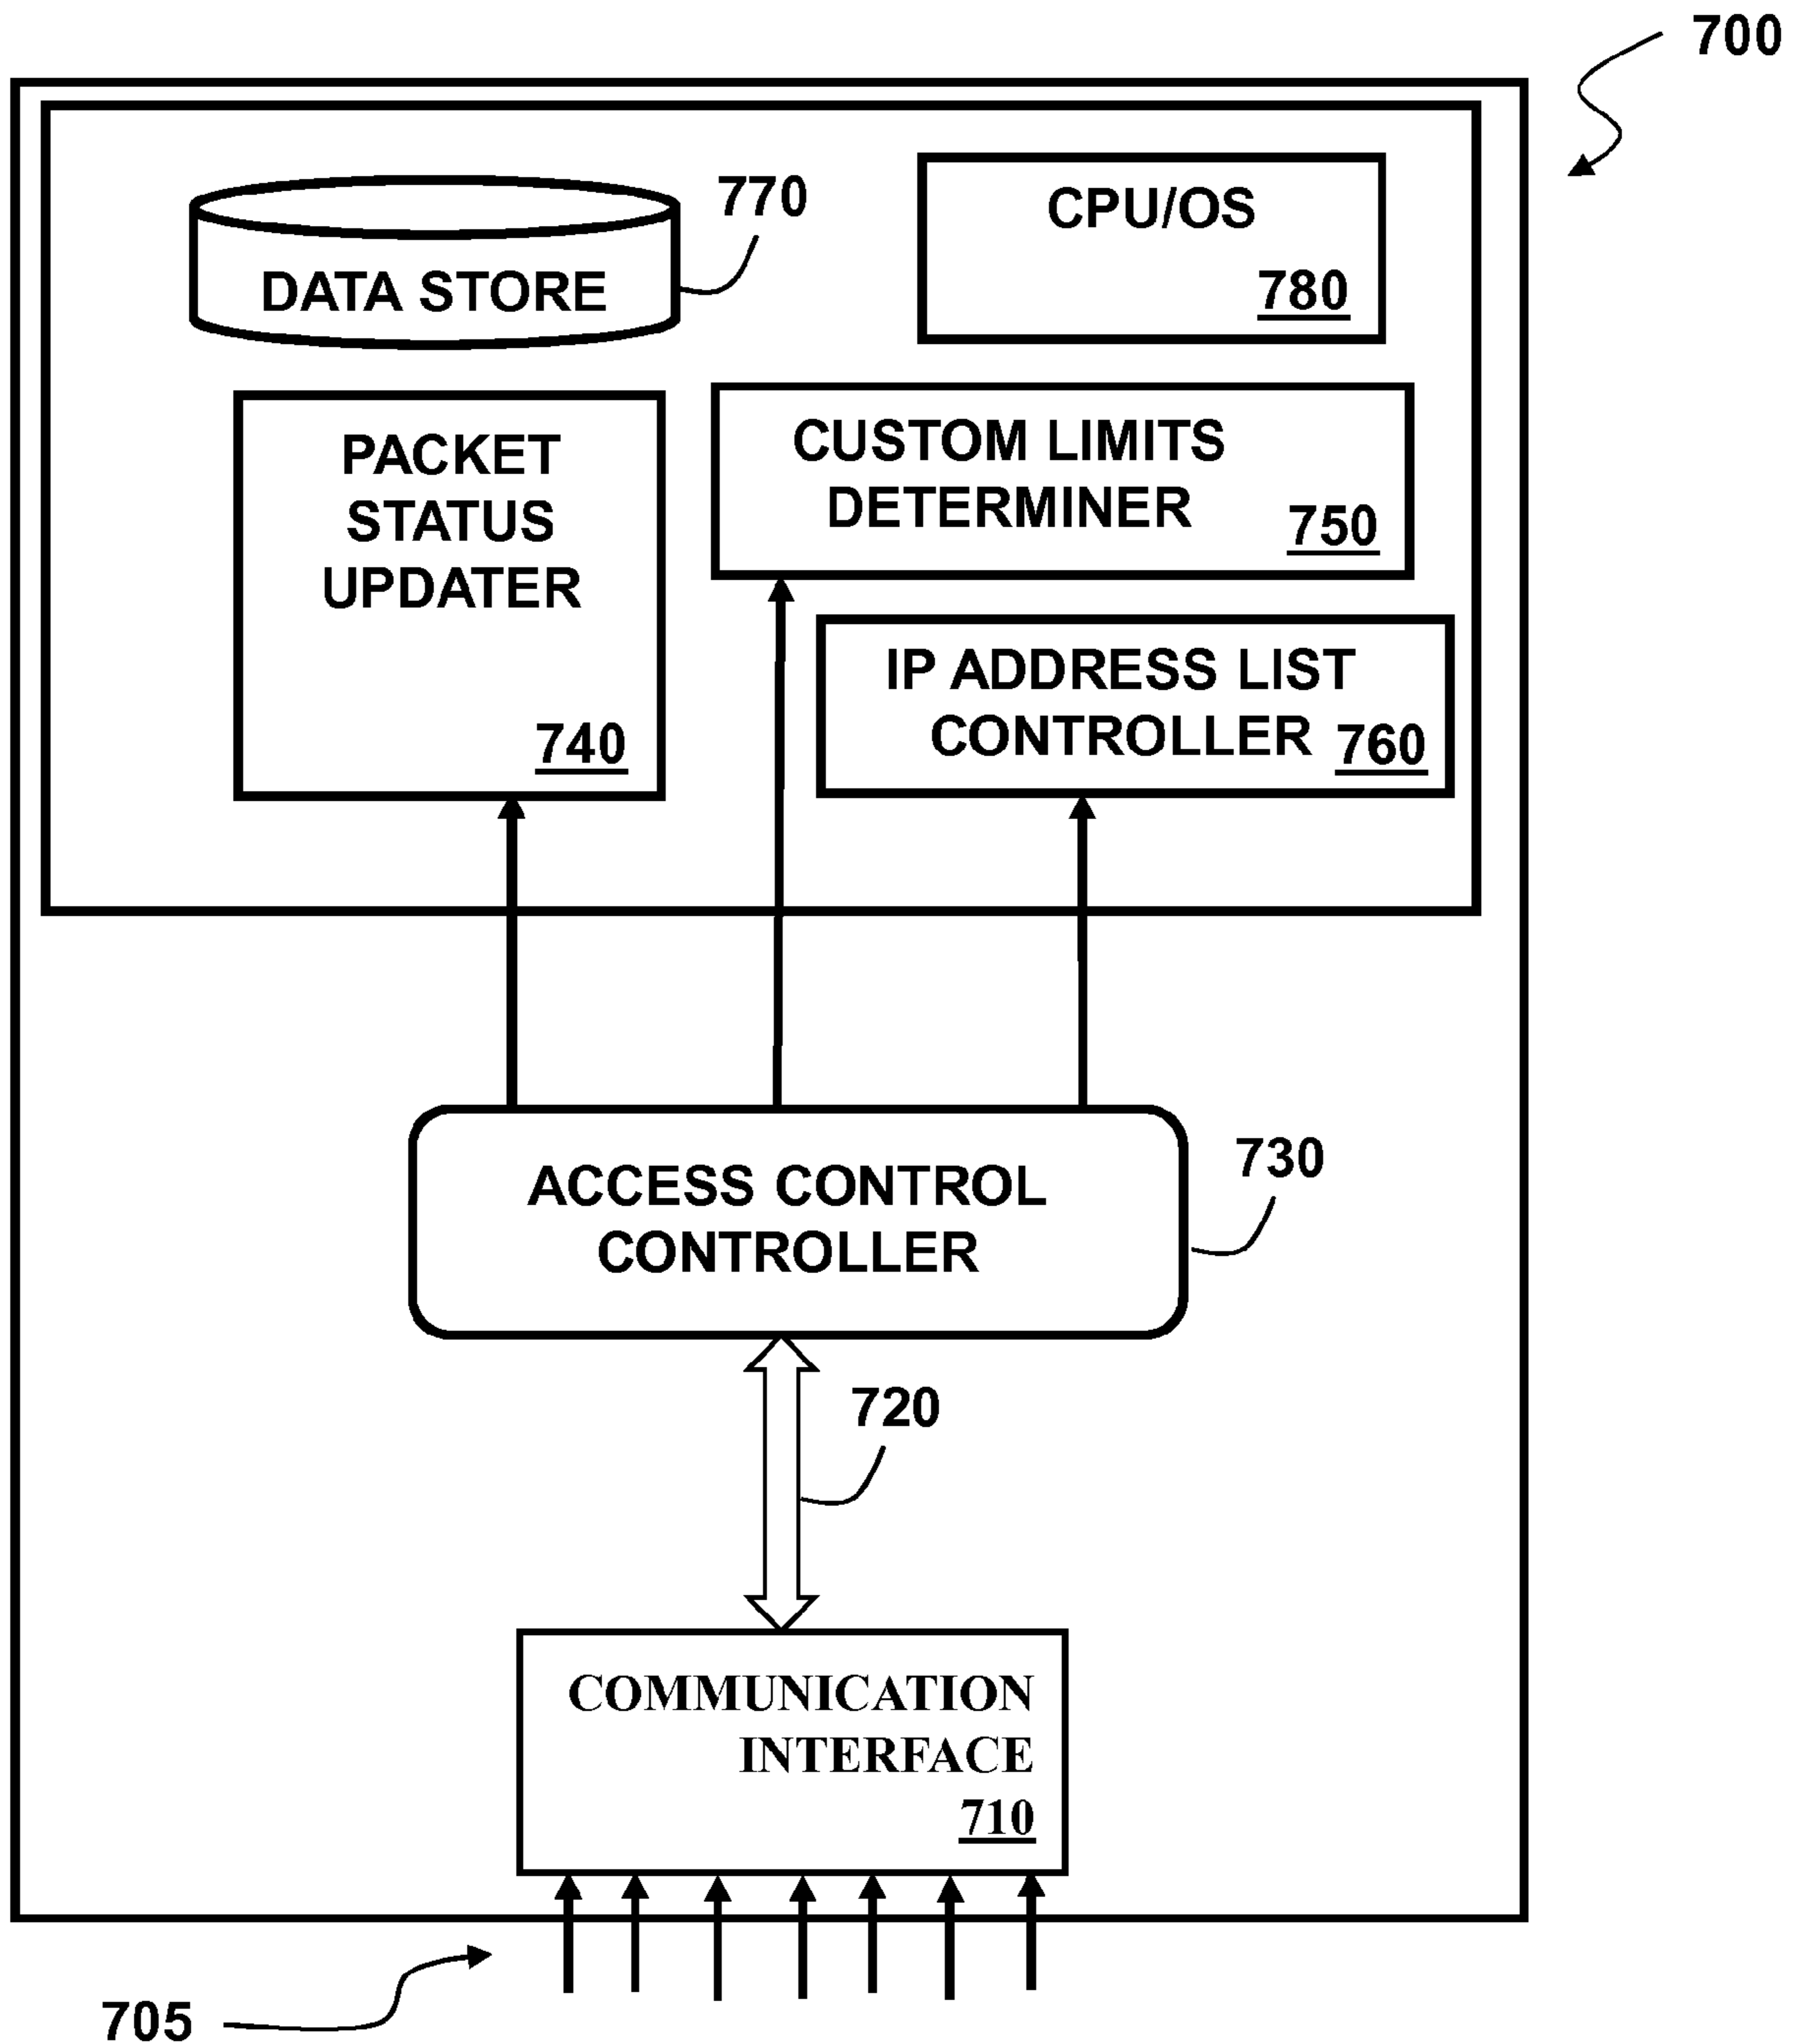 700
770
DATA STORE
CPU/OS
780
PACKET
STATUS
UPDATER
740
CUSTOM LIMITS
DETERMINER
750
IP ADDRESS LIST
CONTROLLER 760
ACCESS CONTROL
CONTROLLER
730
720
COMMUNICATION
INTERFACE
710
705